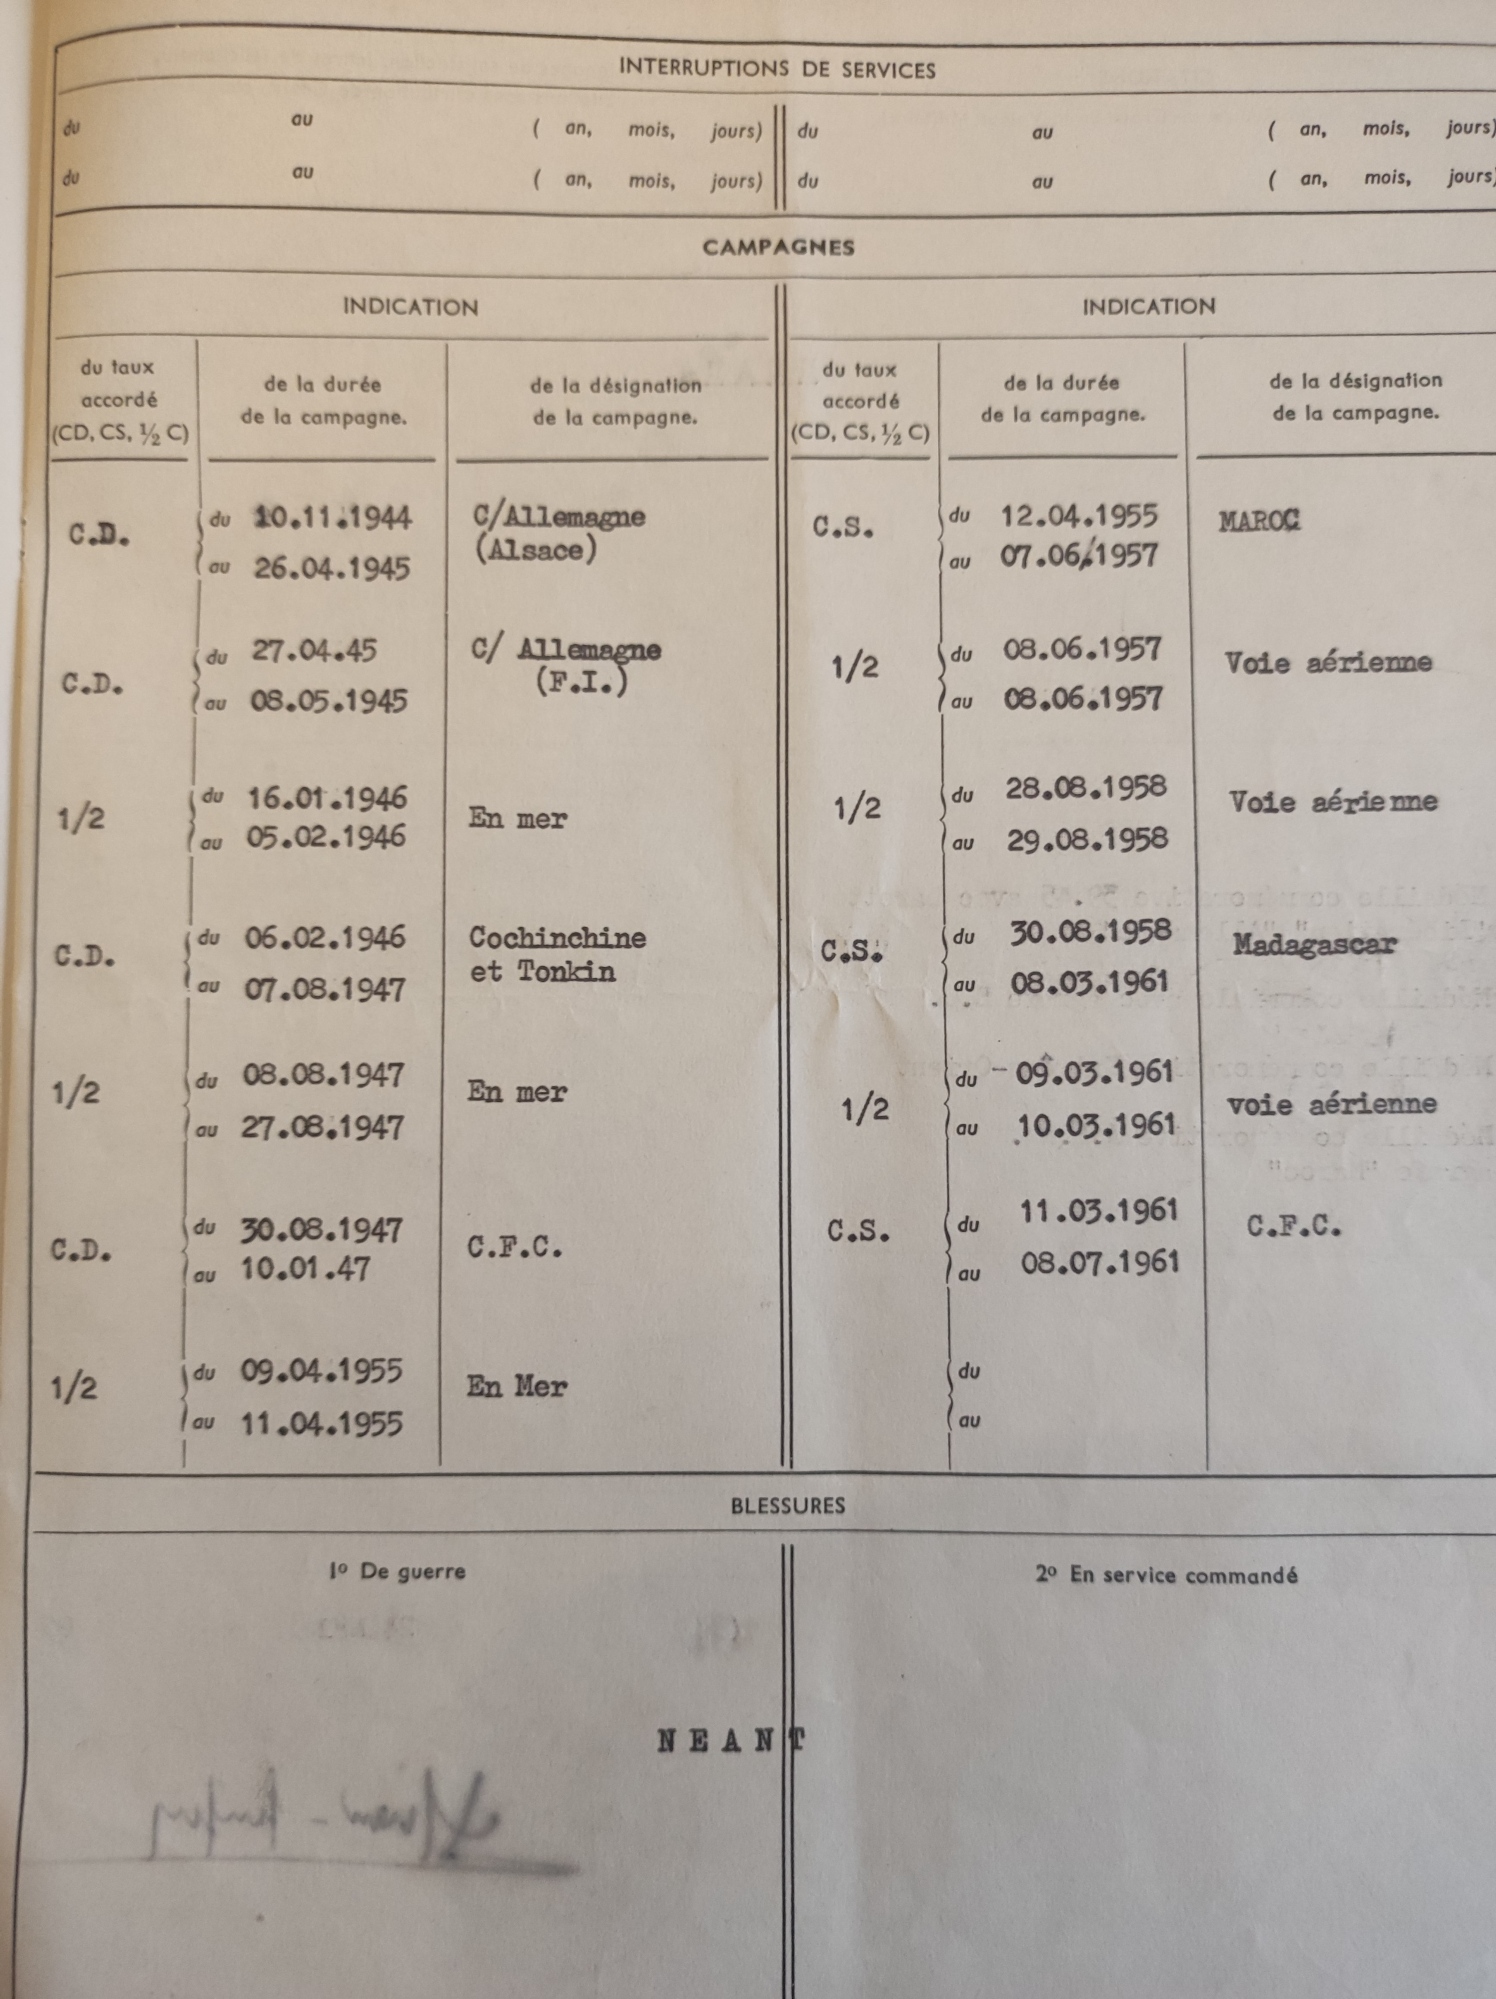 INTERRUPTIONS DE SERVICES
du au ( an, mois, jours) du au ( an, mois, jours)
du au ( an, mois, jours) du au ( an, mois, jours)
CAMPAGNES
INDICATION
du taux accordé (CD, CS, ½ C)
de la durée de la campagne.
de la désignation de la campagne.
C.D. du 10.11.1944 C/Allemagne
au 26.04.1945 (Alsace)
C.D. du 27.04.45 C/ Allemagne
au 08.05.1945 (F.I.)
1/2 du 16.01.1946 En mer
au 05.02.1946
C.D. du 06.02.1946 Cochinchine
au 07.08.1947 et Tonkin
1/2 du 08.08.1947 En mer
au 27.08.1947
C.D. du 30.08.1947 C.F.C.
au 10.01.47
1/2 du 09.04.1955 En Mer
au 11.04.1955
INDICATION
du taux accordé (CD, CS, ½ C)
de la durée de la campagne.
de la désignation de la campagne.
C.S. du 12.04.1955 MAROC
au 07.06/1957
1/2 du 08.06.1957 Voie aérienne
au 08.06.1957
1/2 du 28.08.1958 Voie aérienne
au 29.08.1958
C.S. du 30.08.1958 Madagascar
au 08.03.1961
1/2 du - 09.03.1961 voie aérienne
au 10.03.1961
C.S. du 11.03.1961 C.F.C.
au 08.07.1961
du
au
BLESSURES
1º De guerre 2º En service commandé
NEANT